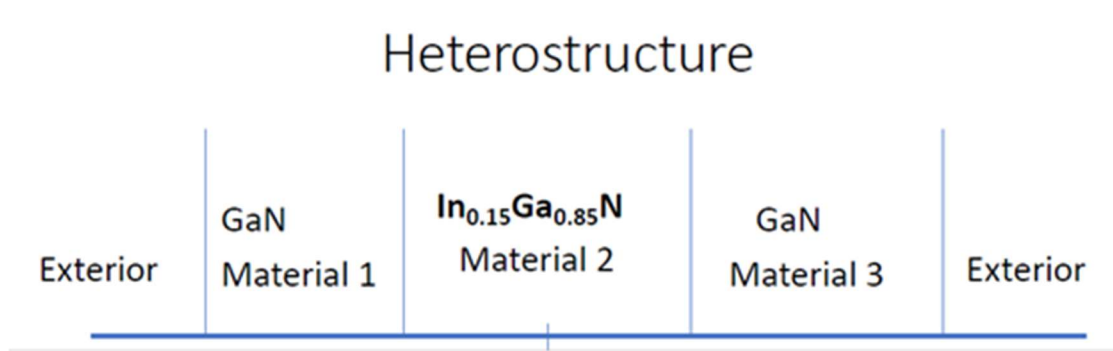 Heterostructure
GaN
In0.15Ga0.85N
GaN
Exterior
Material 1
Material 2
Material 3
Exterior